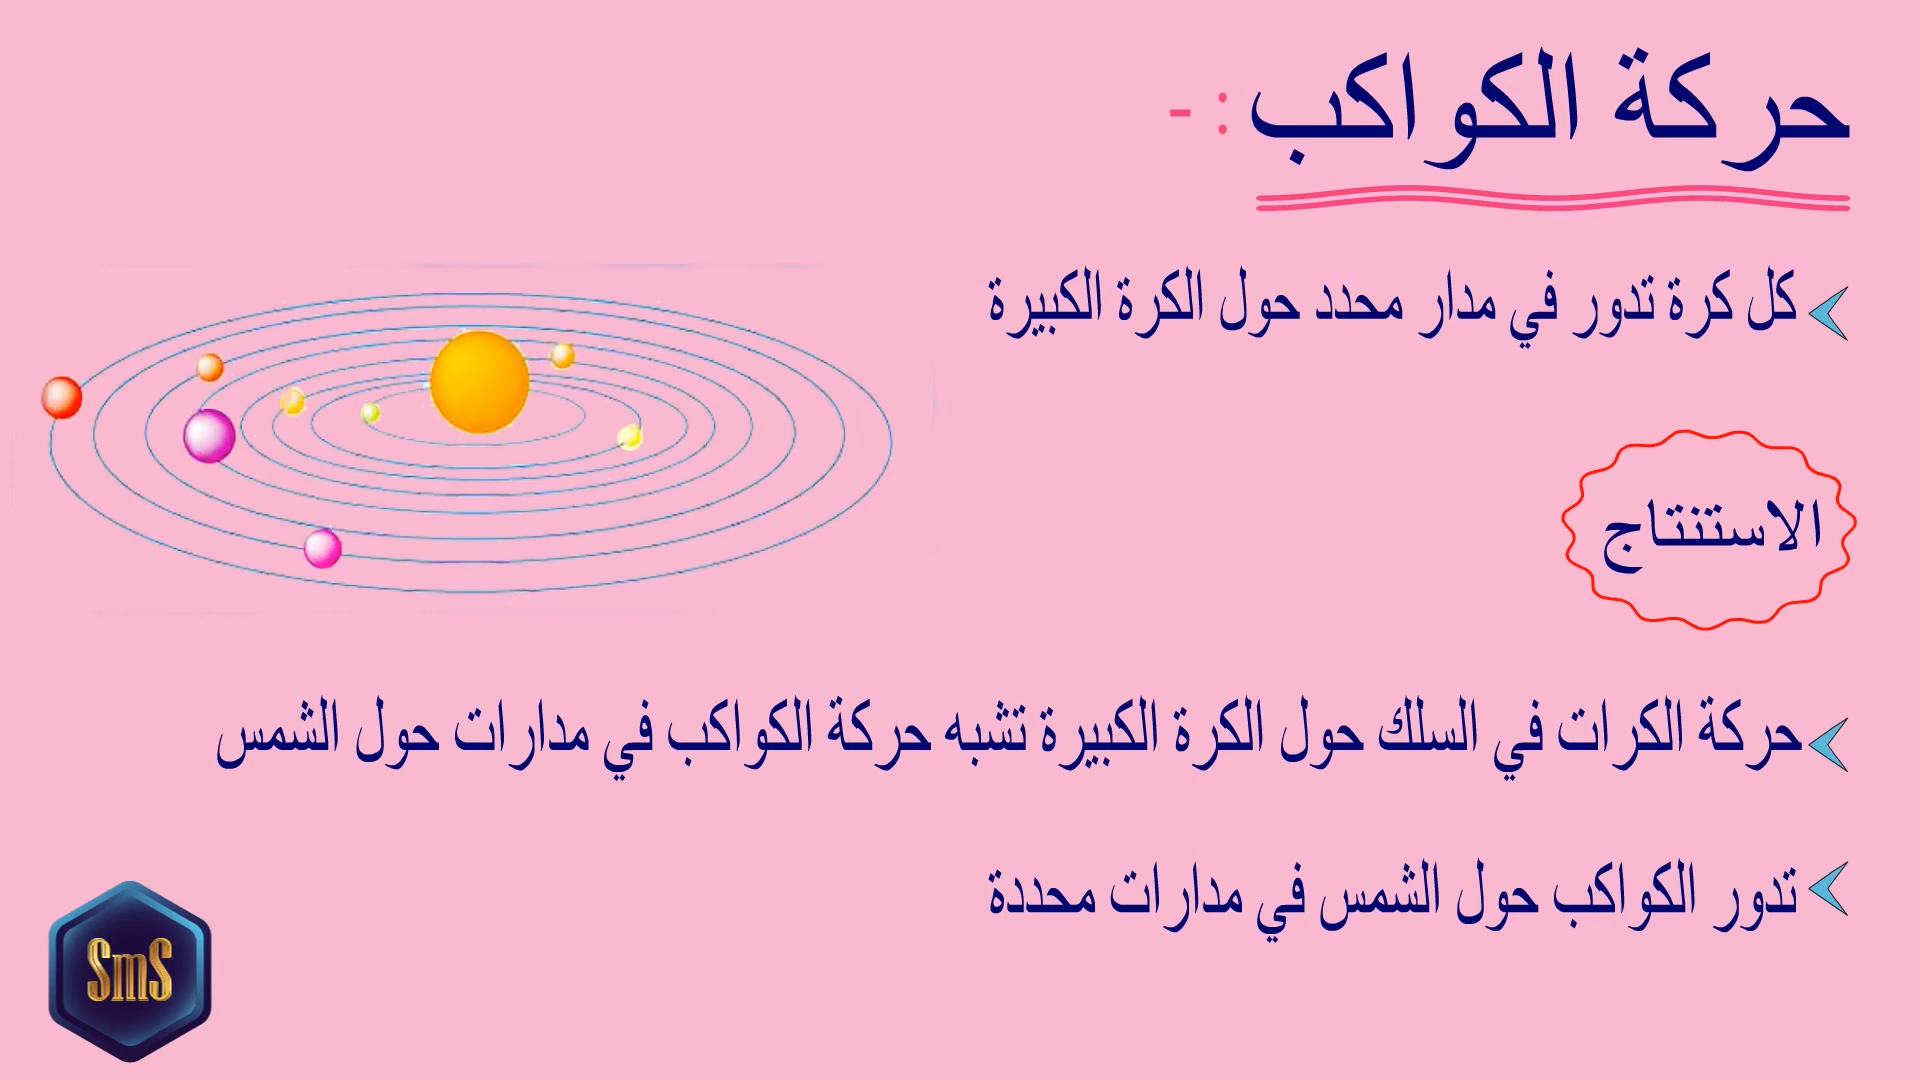 حركة الكواكب : -
كل كرة تدور في مدار محدد حول الكرة الكبيرة
الاستنتاج
حركة الكرات في السلك حول الكرة الكبيرة تشبه حركة الكواكب في مدارات حول الشمس
تدور الكواكب حول الشمس في مدارات محددة
SmS